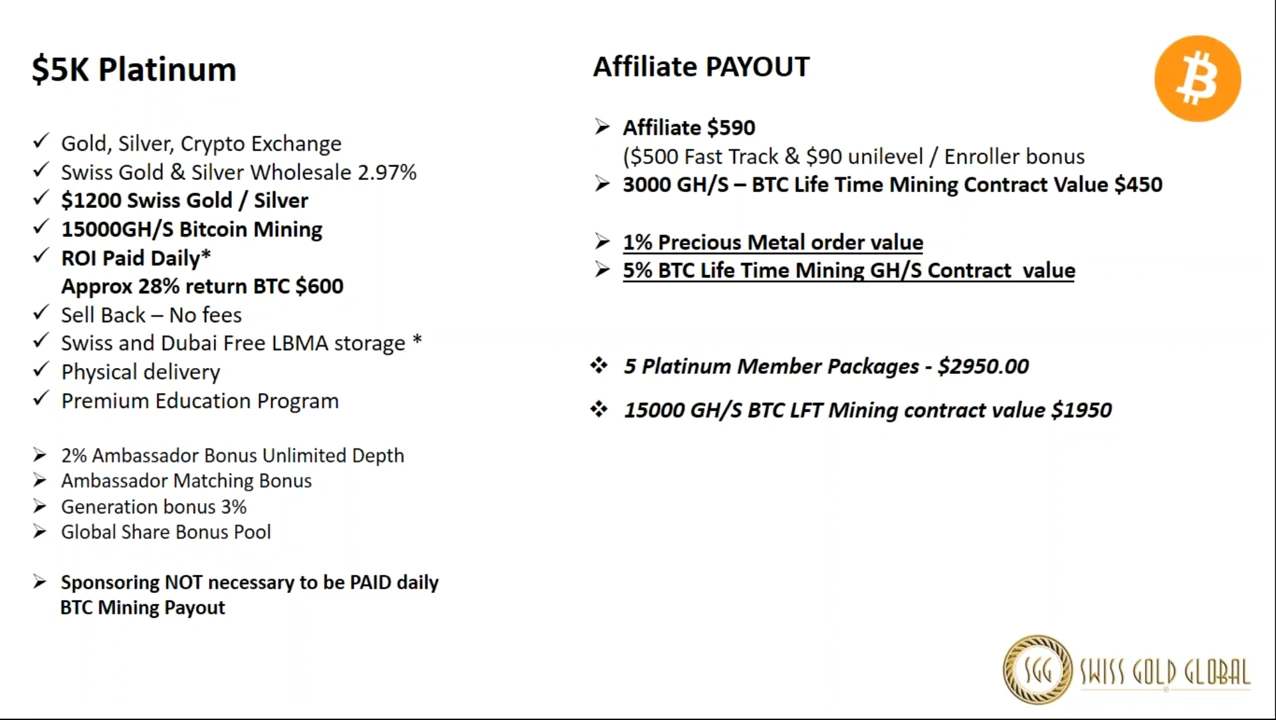 $5K Platinum
Gold, Silver, Crypto Exchange
Swiss Gold & Silver Wholesale 2.97%
$1200 Swiss Gold / Silver
15000GH/S Bitcoin Mining
ROI Paid Daily*
Approx 28% return BTC $600
Sell Back – No fees
Swiss and Dubai Free LBMA storage *
Physical delivery
Premium Education Program
2% Ambassador Bonus Unlimited Depth
Ambassador Matching Bonus
Generation bonus 3%
Global Share Bonus Pool
Sponsoring NOT necessary to be PAID daily
BTC Mining Payout
Affiliate PAYOUT
Affiliate $590
($500 Fast Track & $90 unilevel / Enroller bonus
3000 GH/S – BTC Life Time Mining Contract Value $450
1% Precious Metal order value
5% BTC Life Time Mining GH/S Contract value
5 Platinum Member Packages - $2950.00
15000 GH/S BTC LFT Mining contract value $1950
SGG SWISS GOLD GLOBAL